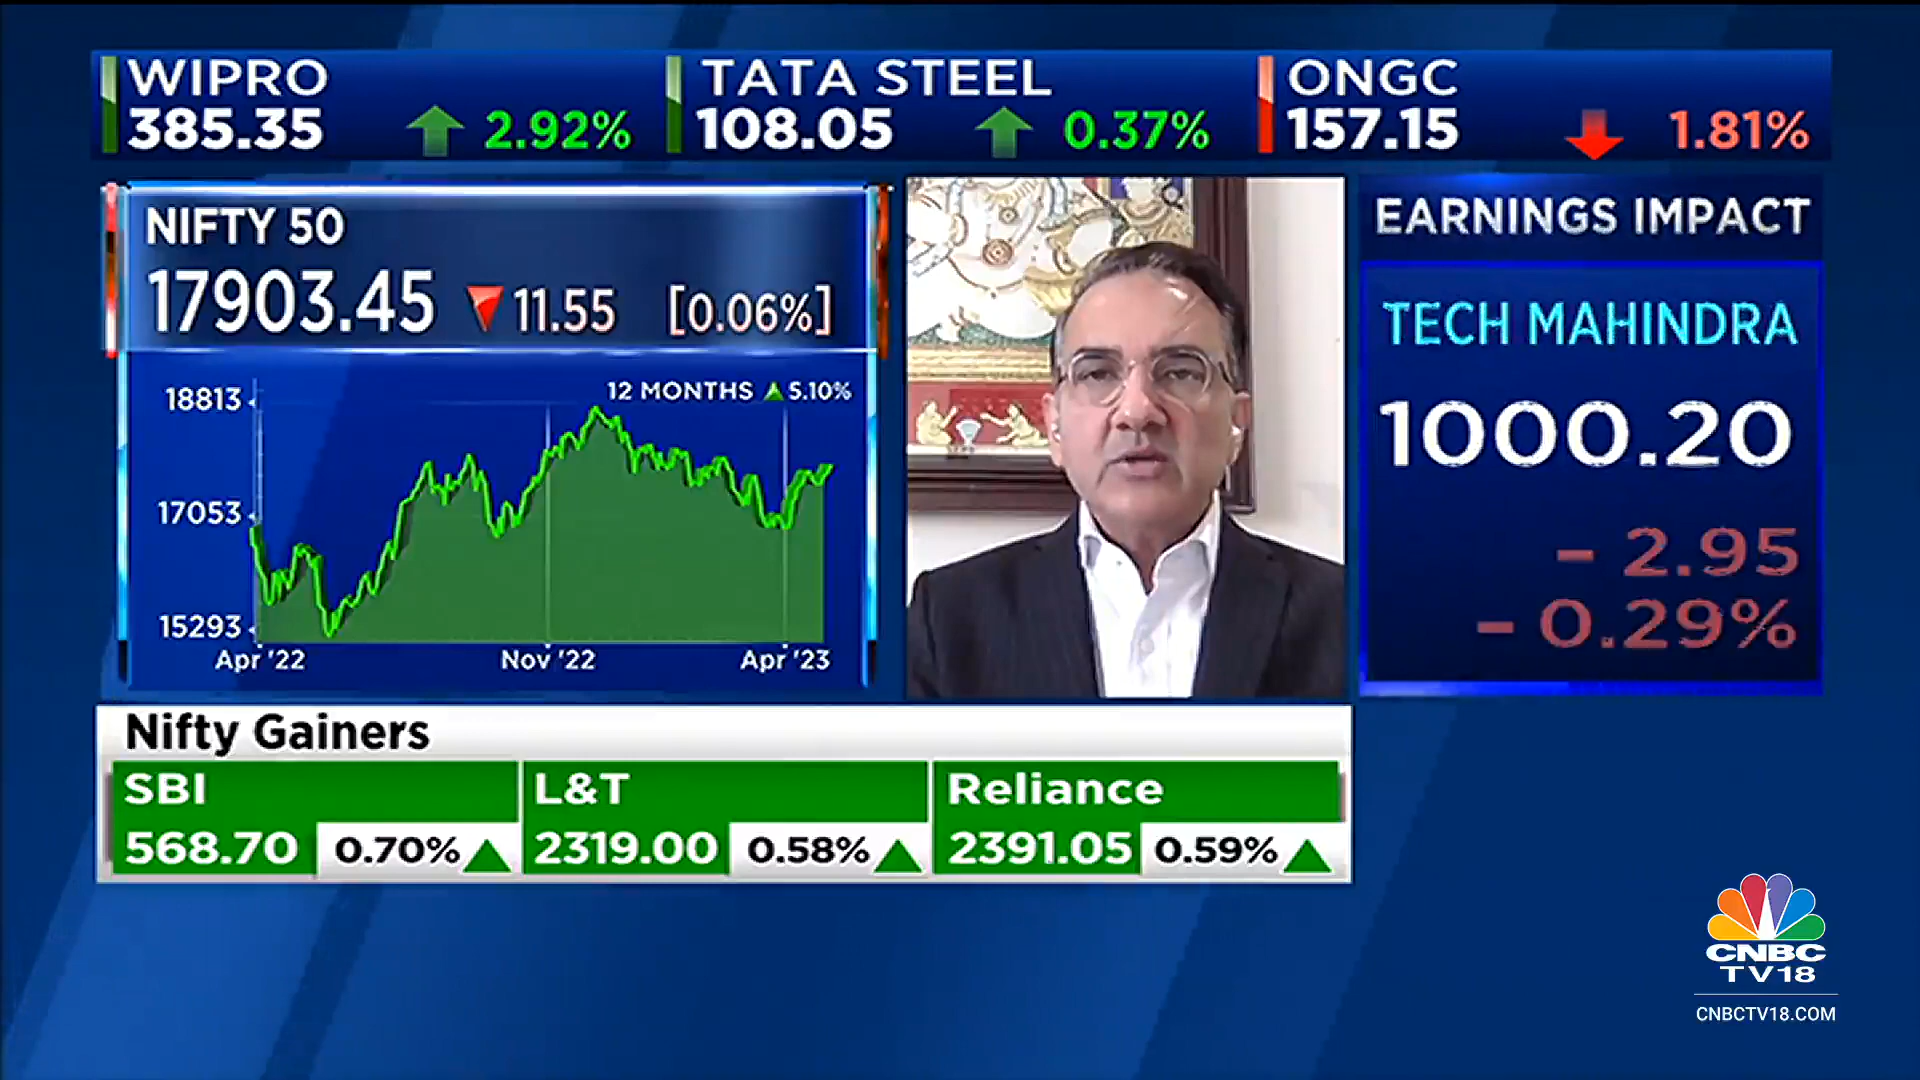 WIPRO
385.35 2.92%
TATA STEEL
108.05 0.37%
ONGC
157.15 1.81%
NIFTY 50
17903.45 11.55 [0.06%]
12 MONTHS 5.10%
18813
17053
15293
Apr '22 Nov '22 Apr '23
EARNINGS IMPACT
TECH MAHINDRA
1000.20
- 2.95
- 0.29%
Nifty Gainers
SBI
568.70 0.70%
L&T
2319.00 0.58%
Reliance
2391.05 0.59%
CNBC
TV18
CNBCTV18.COM